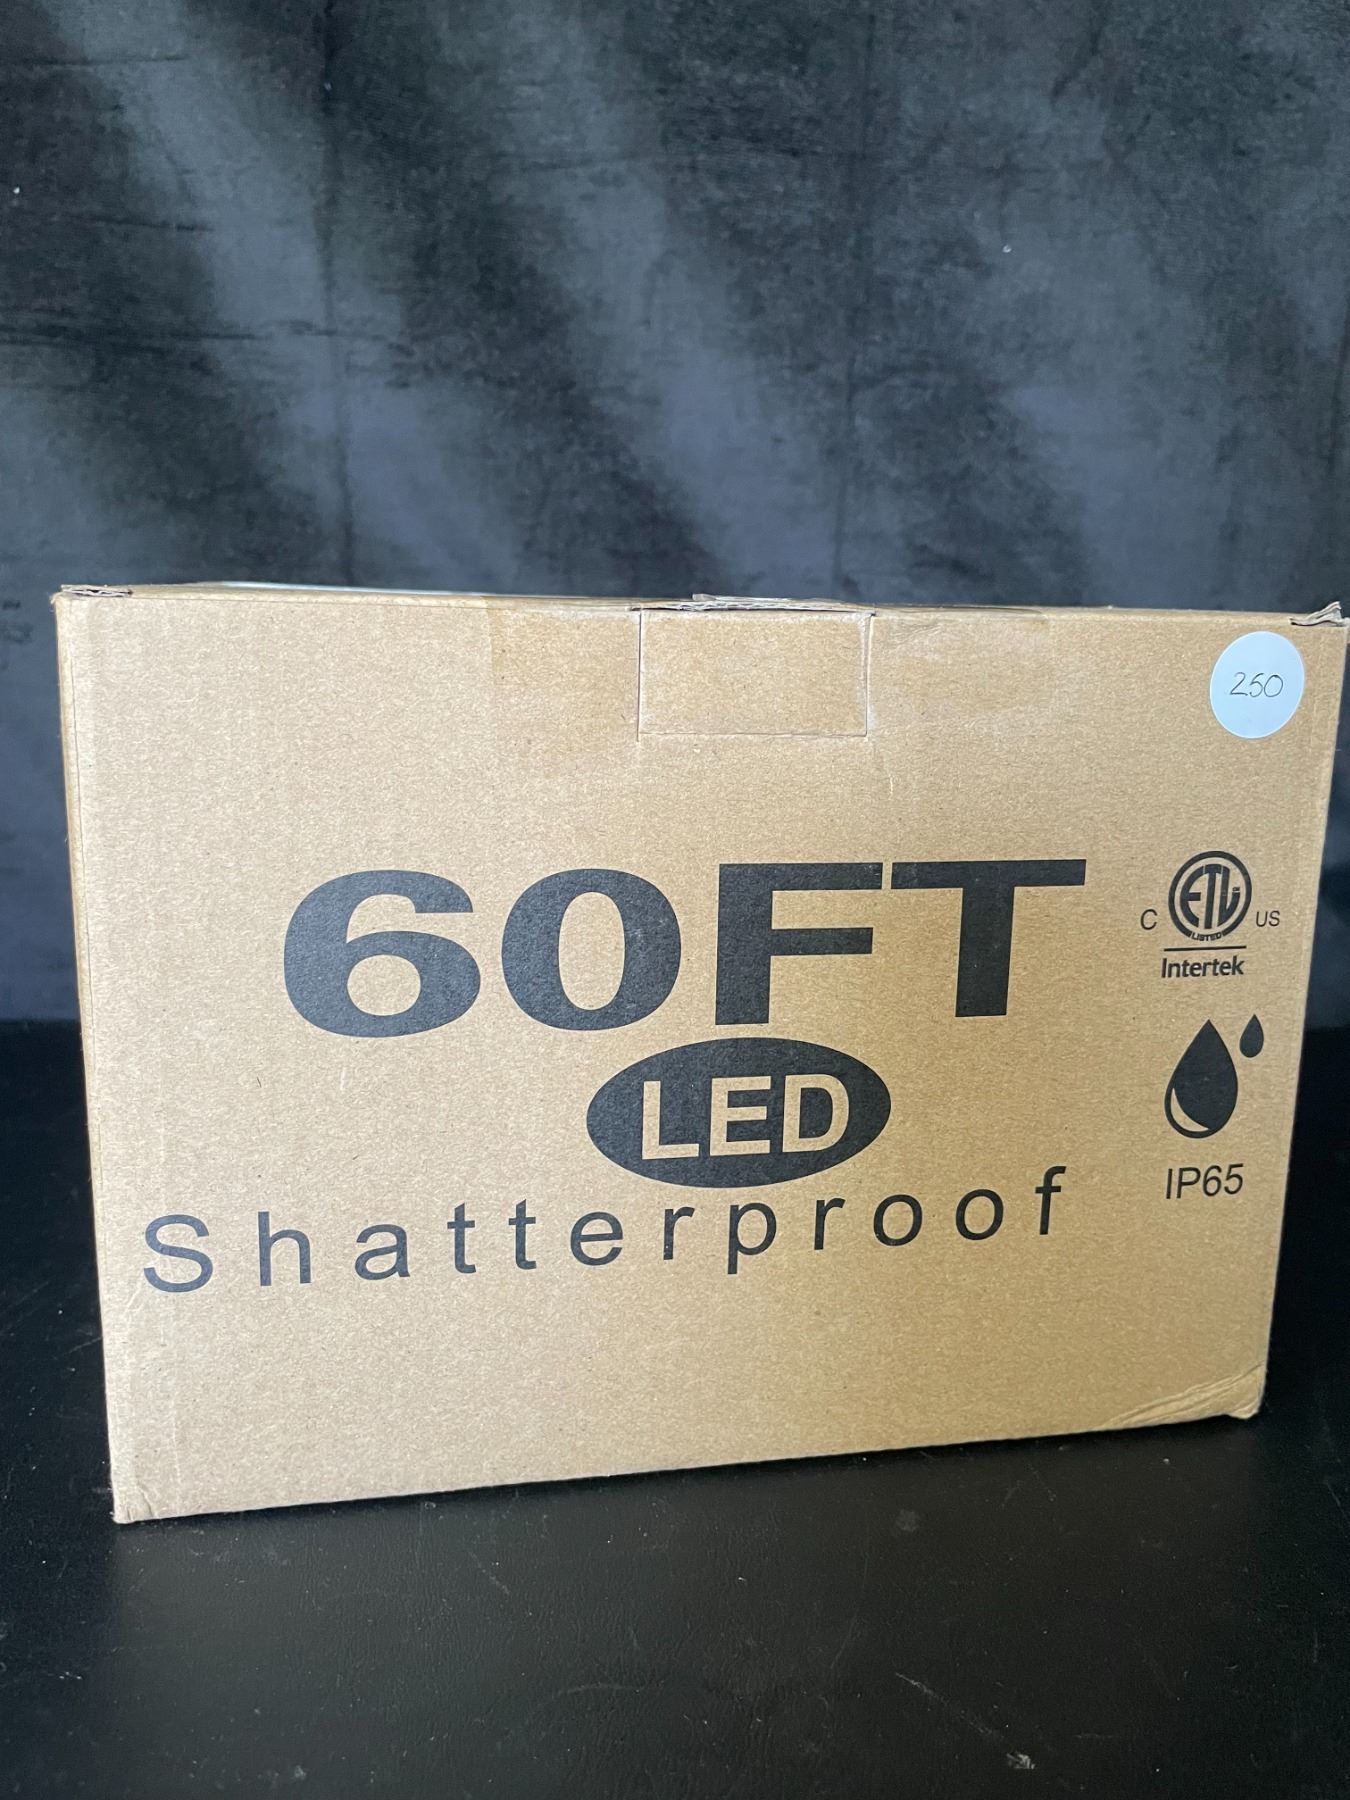 250
60FT
LED
Shatterproof
C ETL US
LISTED
Intertek
IP65